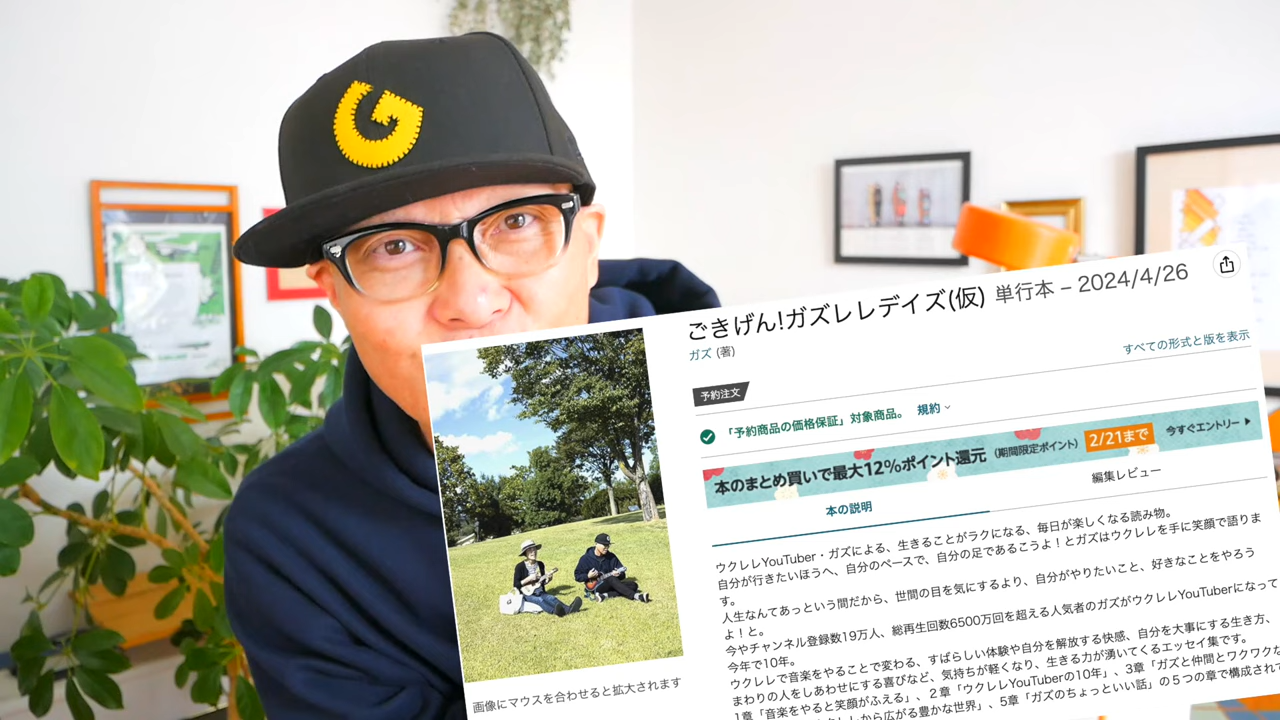 G
ごきげん!ガズレレデイズ(仮) 単行本 – 2024/4/26
ガズ (著)
すべての形式と版を表示
予約注文
「予約商品の価格保証」対象商品。 規約
本のまとめ買いで最大12%ポイント還元 (期間限定ポイント) 2/21まで 今すぐエントリー
本の説明
編集レビュー
ウクレレYouTuber・ガズによる、生きることがラクになる、毎日が楽しくなる読み物。
自分が行きたいほうへ、自分のペースで、自分の足であるこうよ！とガズはウクレレを手に笑顔で語りま
す。
人生なんてあっという間だから、世間の目を気にするより、自分がやりたいこと、好きなことをやろう
よ！と。
今やチャンネル登録数19万人、総再生回数6500万回を超える人気者のガズがウクレレYouTuberになって
今年で10年。
ウクレレで音楽をやることで変わる、すばらしい体験や自分を解放する快感、自分を大事にする生き方、
まわりの人をしあわせにする喜びなど、気持ちが軽くなり、生きる力が湧いてくるエッセイ集です。
1章「音楽をやると笑顔がふえる」、２章「ウクレレYouTuberの10年」、3章「ガズと仲間とワクワクな
から広がる豊かな世界」、5章「ガズのちょっといい話」の５つの章で構成され
画像にマウスを合わせると拡大されます